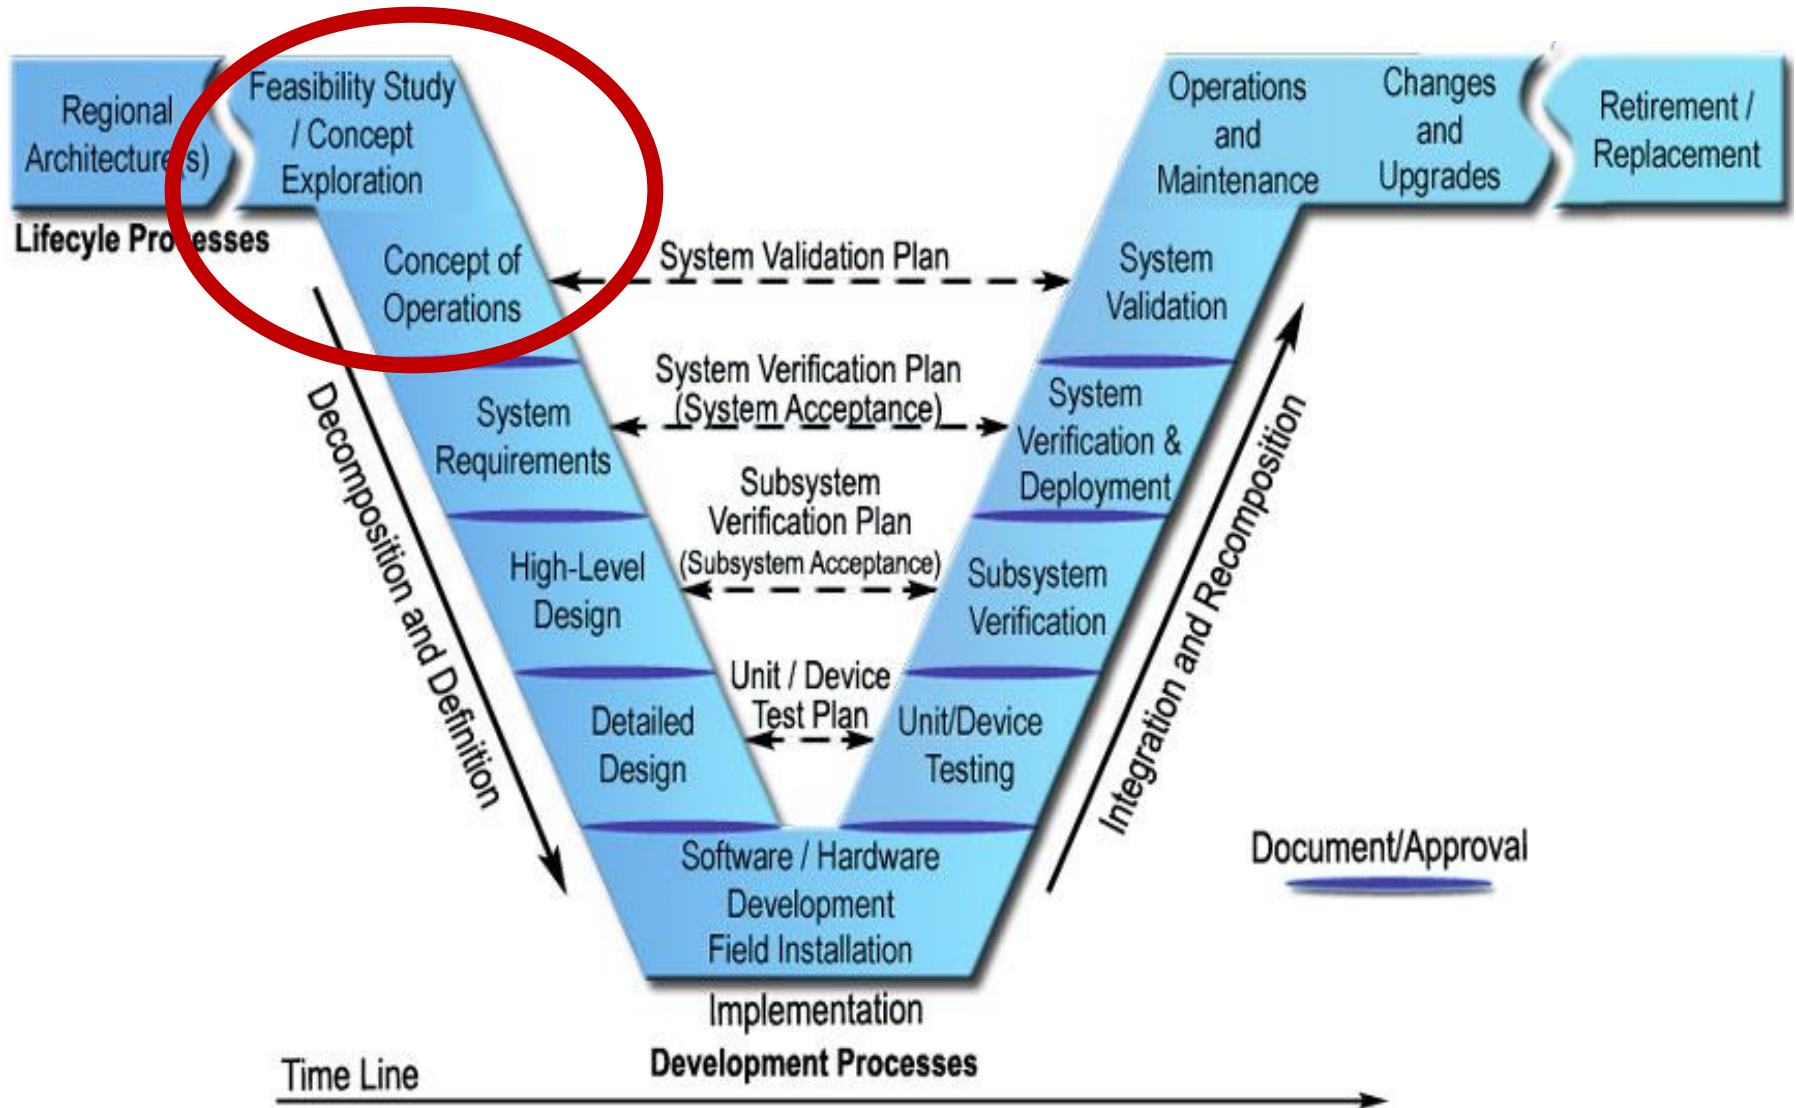 Regional
Architecture(s)
Feasibility Study
/ Concept
Exploration
Operations
and
Maintenance
Changes
and
Upgrades
Retirement /
Replacement
Lifecyle Processes
Concept of
Operations
System Validation Plan
System
Validation
System Verification Plan
(System Acceptance)
System
Requirements
System
Verification &
Deployment
Subsystem
Verification Plan
(Subsystem Acceptance)
High-Level
Design
Subsystem
Verification
Unit / Device
Test Plan
Detailed
Design
Unit/Device
Testing
Decomposition and Definition
Integration and Recomposition
Software / Hardware
Development
Field Installation
Document/Approval
Implementation
Development Processes
Time Line